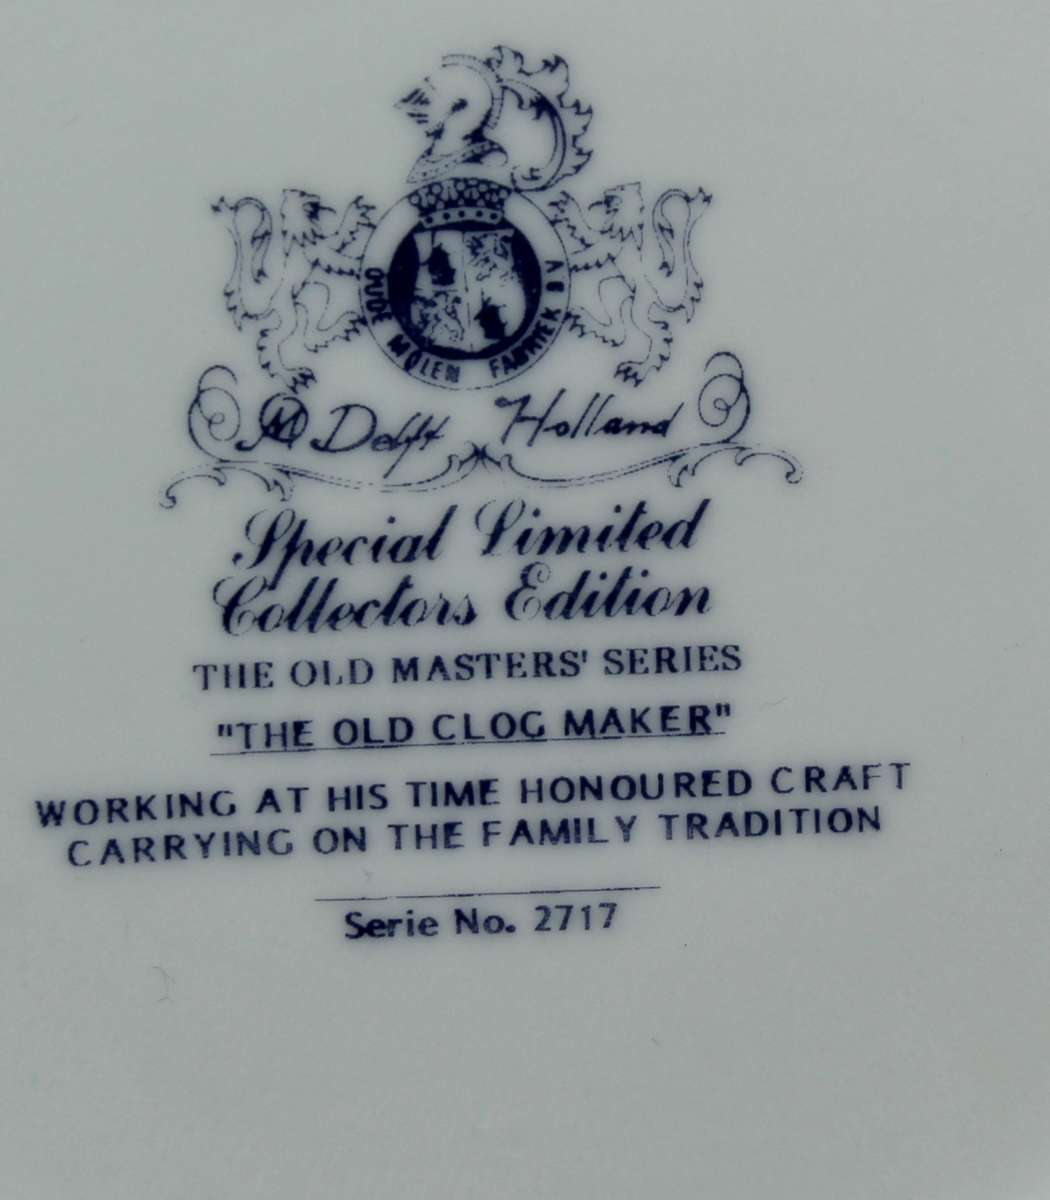 OUDE MOLEN FABRIEK BV
M Delft Holland
Special Limited
Collectors Edition
THE OLD MASTERS' SERIES
"THE OLD CLOG MAKER"
WORKING AT HIS TIME HONOURED CRAFT
CARRYING ON THE FAMILY TRADITION
Serie No. 2717